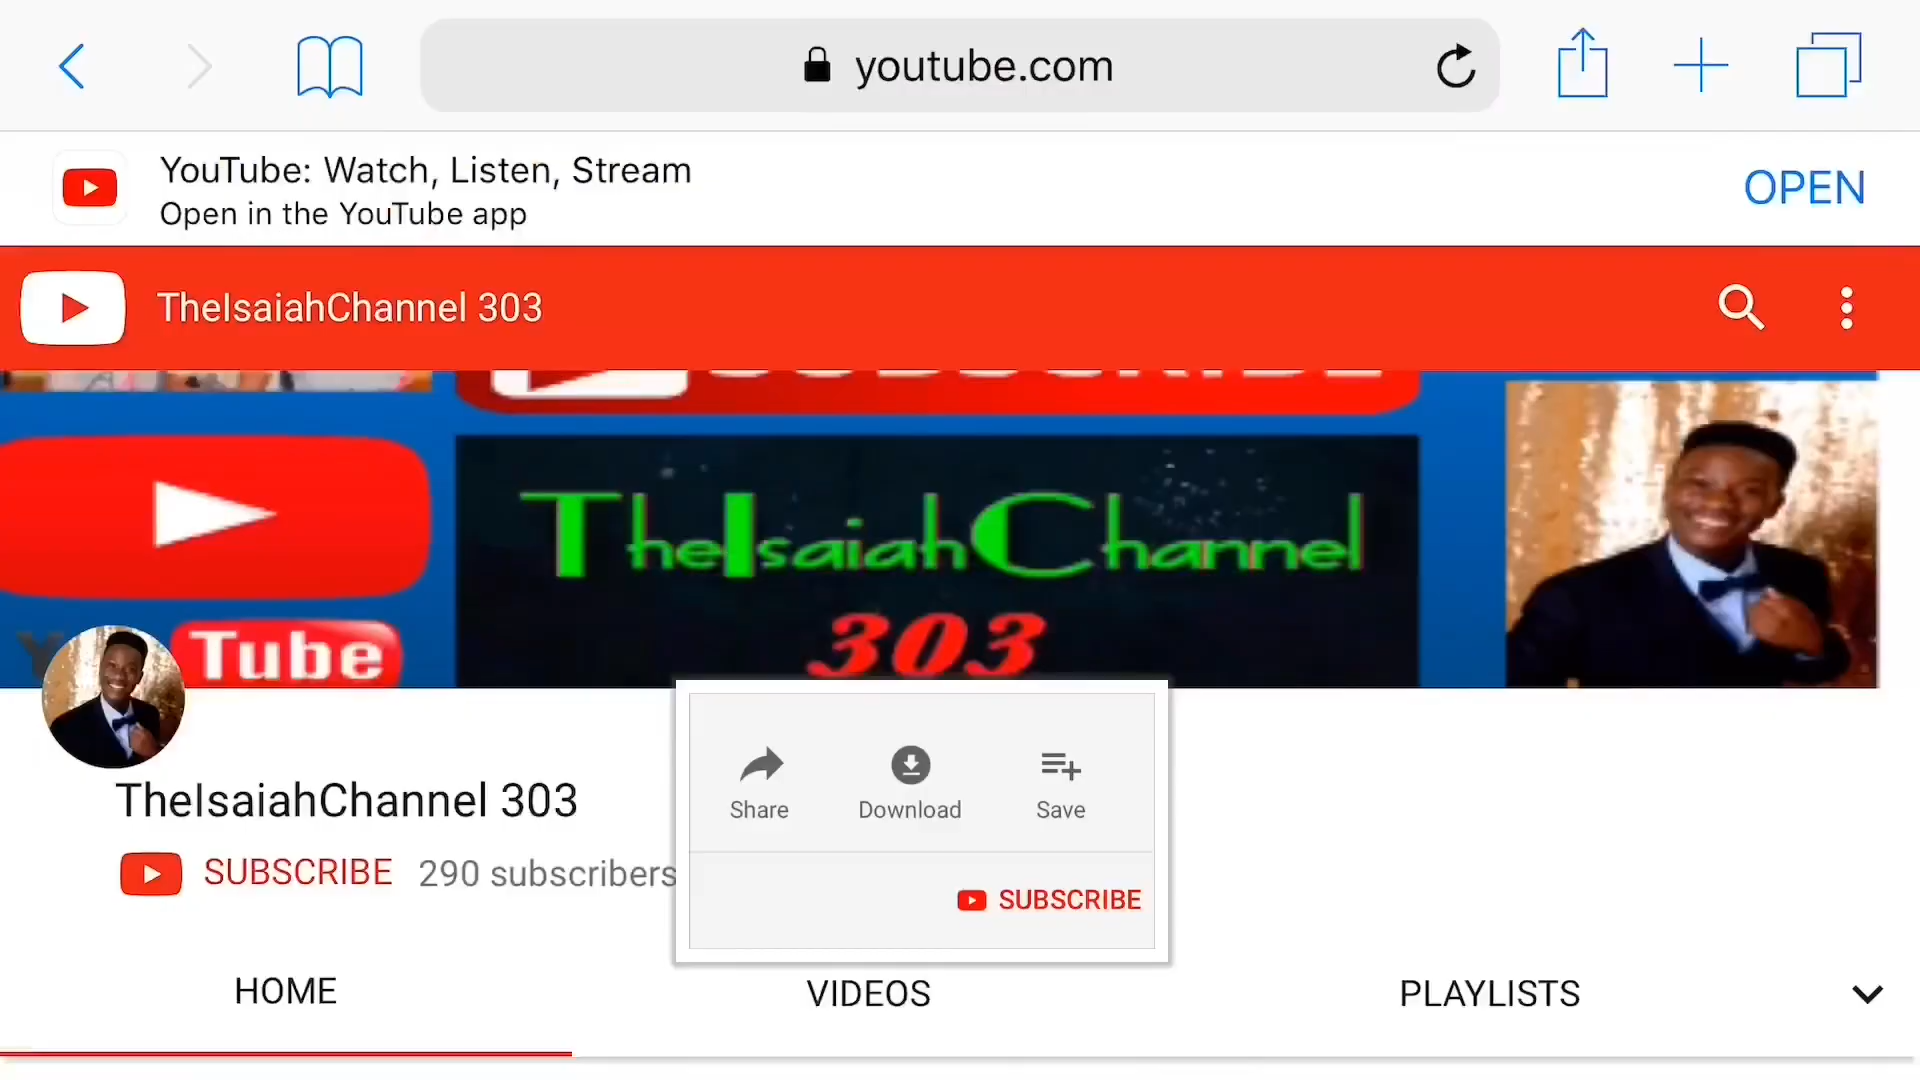 youtube.com
YouTube: Watch, Listen, Stream
Open in the YouTube app
OPEN
TheIsaiahChannel 303
SUBSCRIBE
TheIsaiahChannel
303
Tube
Share Download Save
TheIsaiahChannel 303
SUBSCRIBE 290 subscribers
SUBSCRIBE
HOME VIDEOS PLAYLISTS